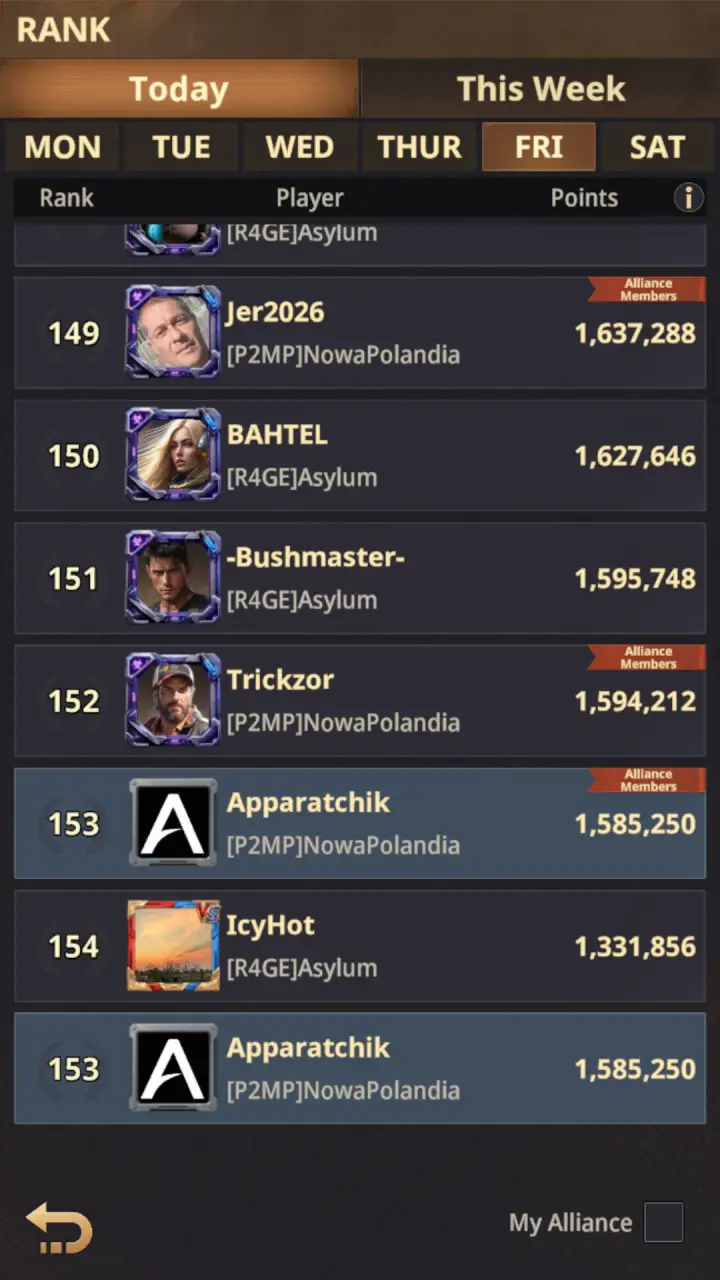 RANK
Today
This Week
MON TUE WED THUR FRI SAT
Rank Player Points i
[R4GE]Asylum
Alliance Members
149 Jer2026 1,637,288
[P2MP]NowaPolandia
150 BAHTEL 1,627,646
[R4GE]Asylum
151 -Bushmaster- 1,595,748
[R4GE]Asylum
Alliance Members
152 Trickzor 1,594,212
[P2MP]NowaPolandia
Alliance Members
153 Apparatchik 1,585,250
[P2MP]NowaPolandia
VS
154 IcyHot 1,331,856
[R4GE]Asylum
153 Apparatchik 1,585,250
[P2MP]NowaPolandia
My Alliance